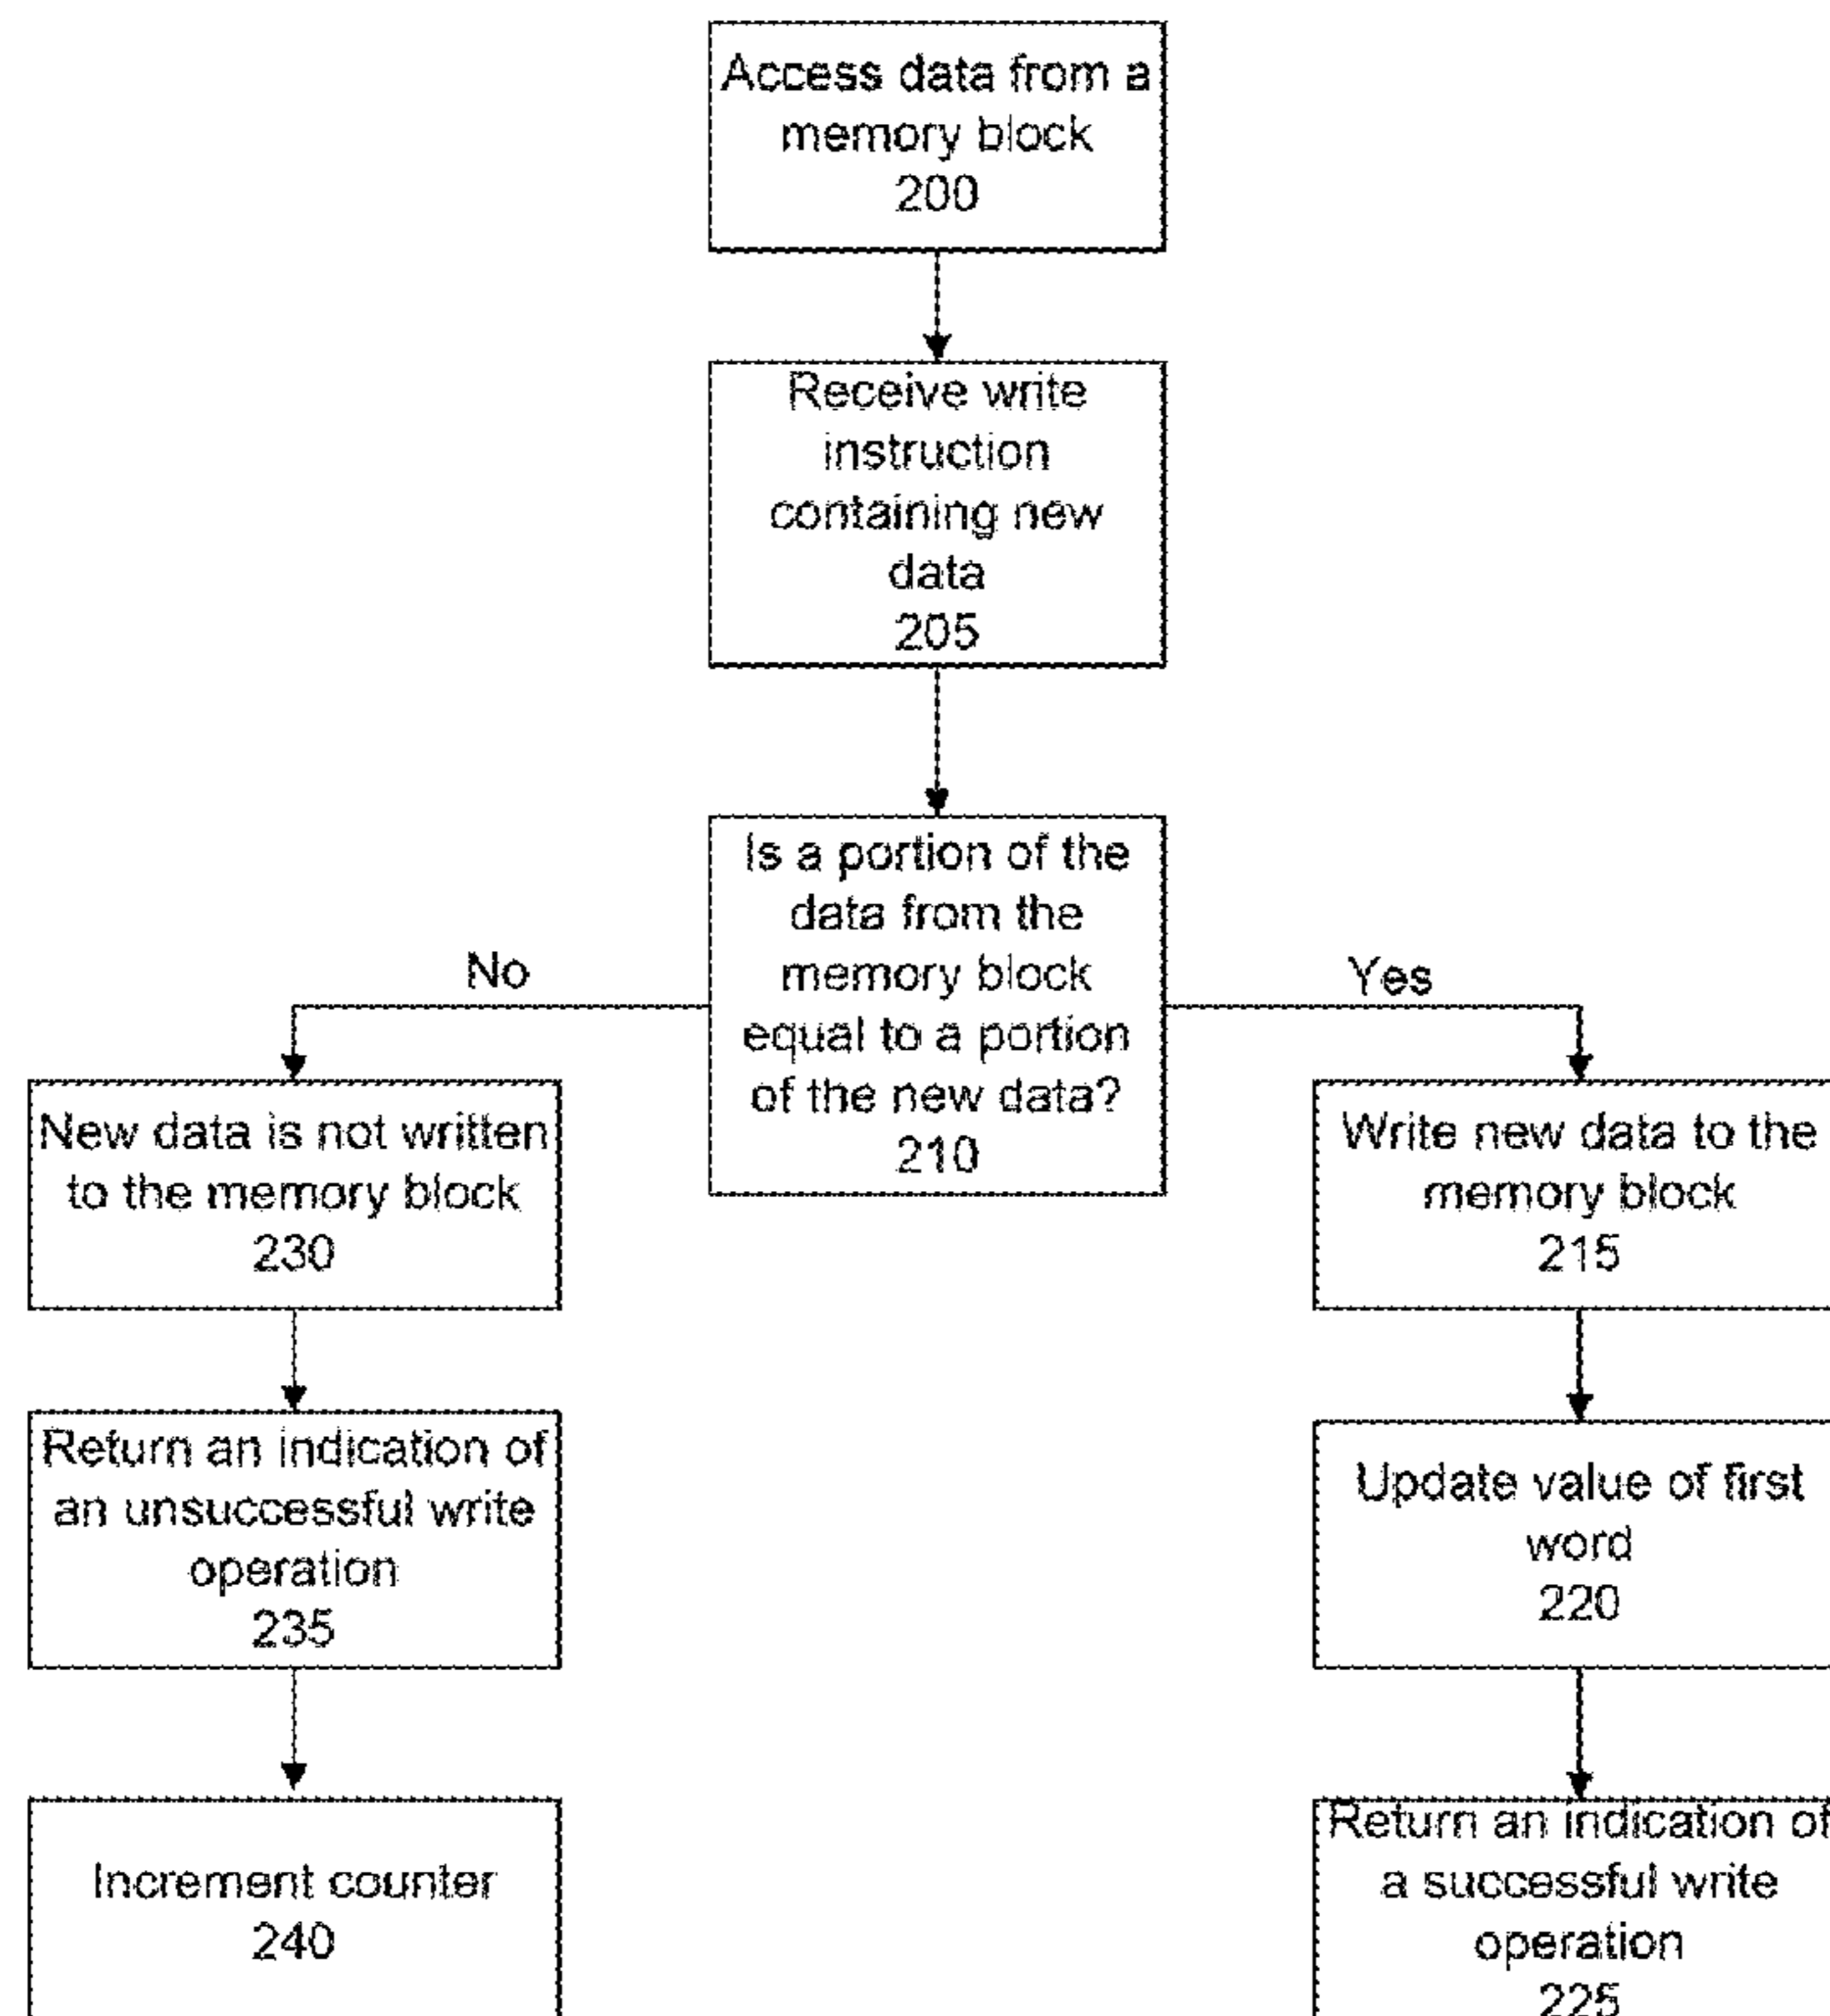 Access data from a
memory block
200
Receive write
instruction
containing new
data
205
Is a portion of the
data from the
memory block
equal to a portion
of the new data?
210
No
Yes
New data is not written
to the memory block
230
Write new data to the
memory block
215
Return an indication of
an unsuccessful write
operation
235
Update value of first
word
220
Increment counter
240
Return an indication of
a successful write
operation
225